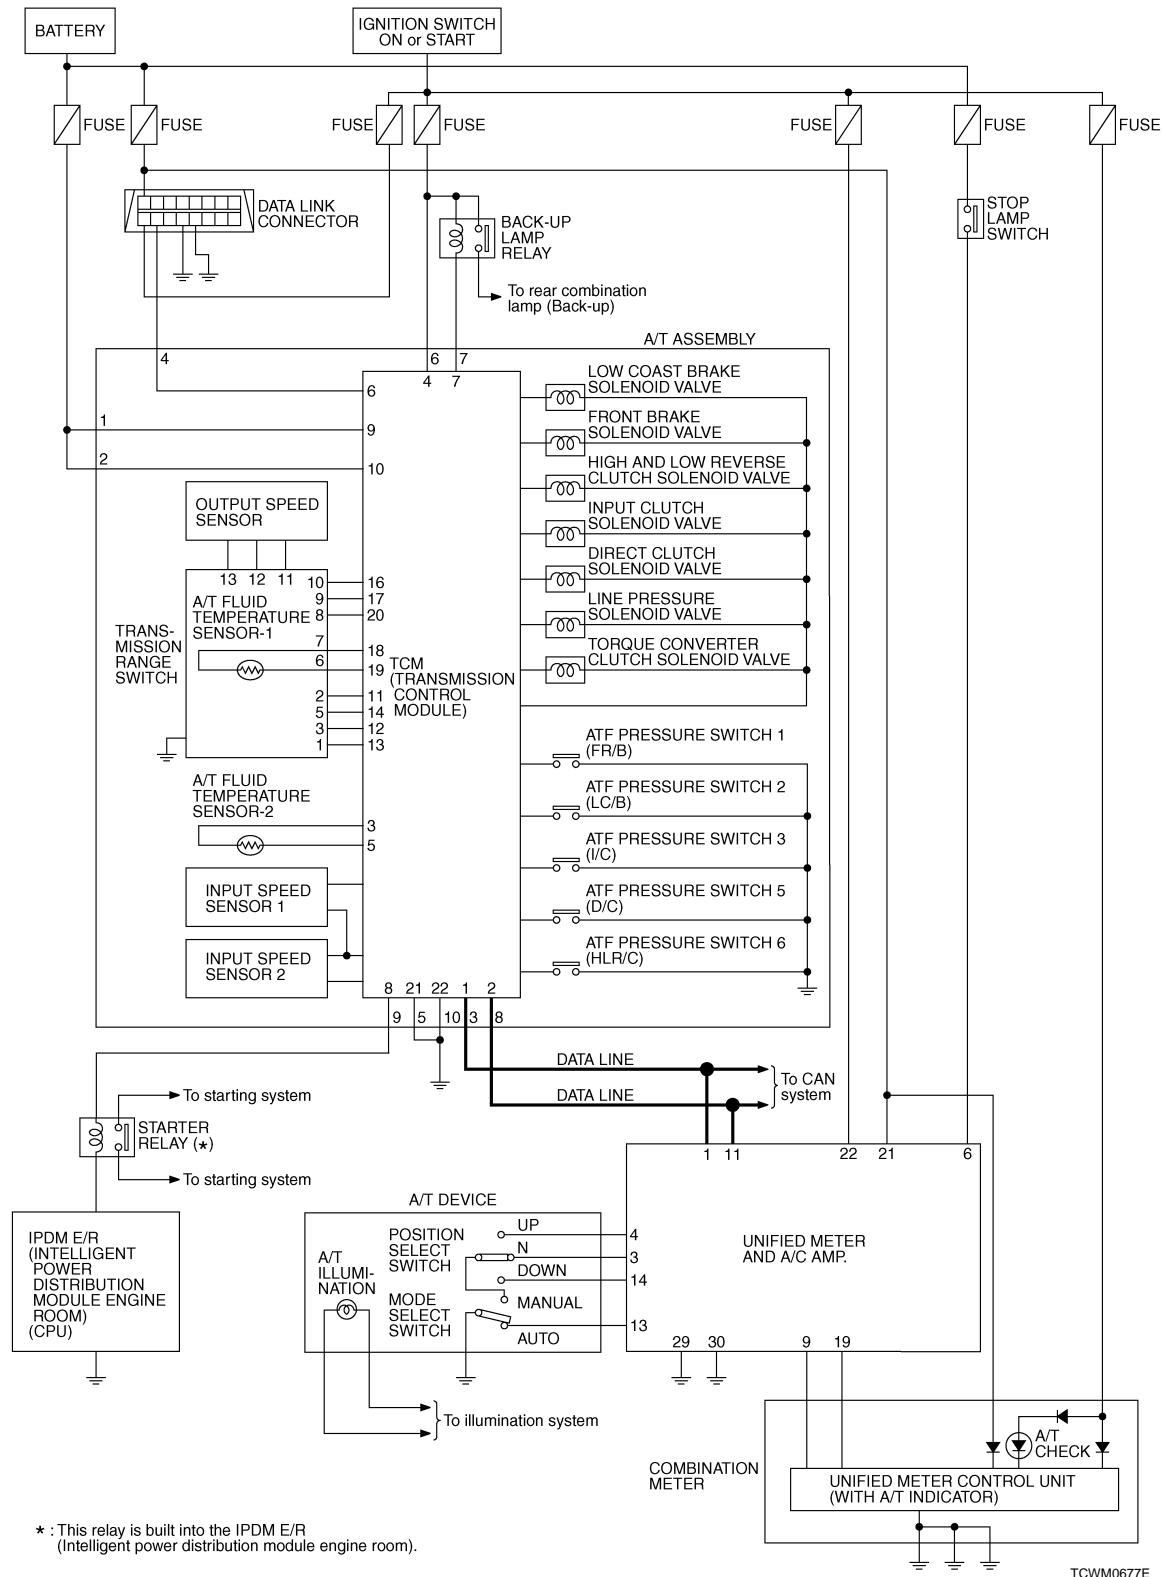 BATTERY
IGNITION SWITCH
ON or START
FUSE
FUSE
FUSE
FUSE
FUSE
FUSE
FUSE
DATA LINK
CONNECTOR
BACK-UP
LAMP
RELAY
STOP
LAMP
SWITCH
To rear combination
lamp (Back-up)
A/T ASSEMBLY
4
6
7
4
7
6
1
9
2
10
LOW COAST BRAKE
SOLENOID VALVE
FRONT BRAKE
SOLENOID VALVE
HIGH AND LOW REVERSE
CLUTCH SOLENOID VALVE
INPUT CLUTCH
SOLENOID VALVE
DIRECT CLUTCH
SOLENOID VALVE
LINE PRESSURE
SOLENOID VALVE
TORQUE CONVERTER
CLUTCH SOLENOID VALVE
OUTPUT SPEED
SENSOR
13 12 11
10 16
9 17
8 20
7 18
6 19
2 11
5 14
3 12
1 13
A/T FLUID
TEMPERATURE
SENSOR-1
TRANS-
MISSION
RANGE
SWITCH
TCM
(TRANSMISSION
CONTROL
MODULE)
A/T FLUID
TEMPERATURE
SENSOR-2
3
5
INPUT SPEED
SENSOR 1
INPUT SPEED
SENSOR 2
ATF PRESSURE SWITCH 1
(FR/B)
ATF PRESSURE SWITCH 2
(LC/B)
ATF PRESSURE SWITCH 3
(I/C)
ATF PRESSURE SWITCH 5
(D/C)
ATF PRESSURE SWITCH 6
(HLR/C)
8 21 22 1 2
9 5 10 3 8
DATA LINE
DATA LINE
To CAN
system
To starting system
STARTER
RELAY (*)
To starting system
1 11 22 21 6
IPDM E/R
(INTELLIGENT
POWER
DISTRIBUTION
MODULE ENGINE
ROOM)
(CPU)
A/T DEVICE
A/T
ILLUMI-
NATION
POSITION
SELECT
SWITCH
MODE
SELECT
SWITCH
UP
N
DOWN
MANUAL
AUTO
4
3
14
13
UNIFIED METER
AND A/C AMP.
29 30 9 19
To illumination system
A/T
CHECK
COMBINATION
METER
UNIFIED METER CONTROL UNIT
(WITH A/T INDICATOR)
* : This relay is built into the IPDM E/R
(Intelligent power distribution module engine room).
TCWM0677E